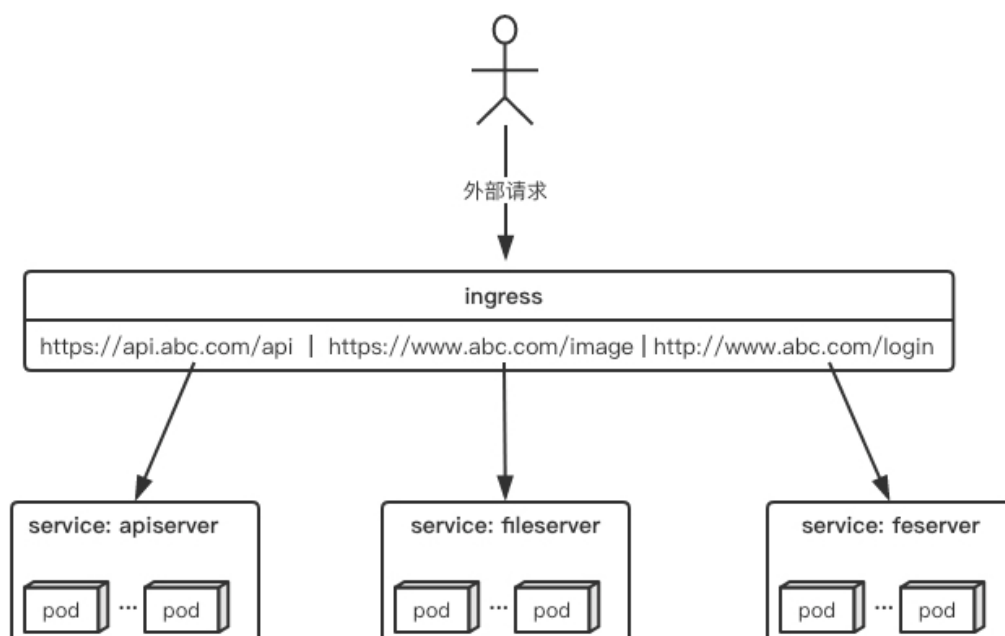 外部请求
ingress
https://api.abc.com/api | https://www.abc.com/image | http://www.abc.com/login
service: apiserver
service: fileserver
service: feserver
pod ... pod
pod ... pod
pod ... pod